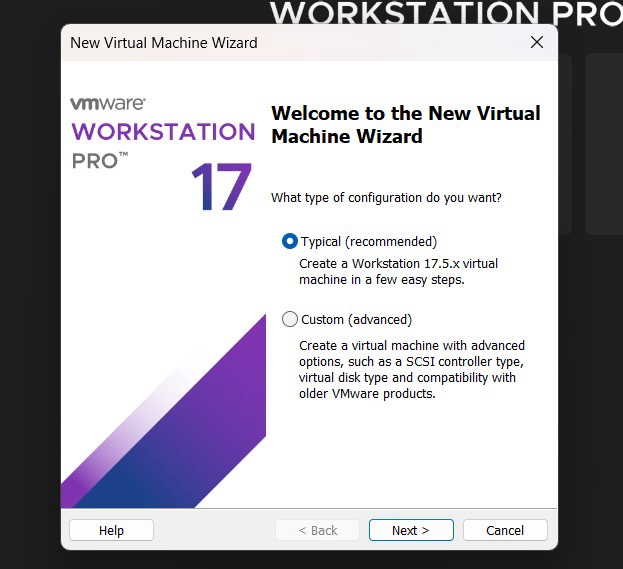 WORKSTATION PRO
New Virtual Machine Wizard
vmware®
WORKSTATION
PRO™
17
Welcome to the New Virtual
Machine Wizard
What type of configuration do you want?
Typical (recommended)
Create a Workstation 17.5.x virtual
machine in a few easy steps.
Custom (advanced)
Create a virtual machine with advanced
options, such as a SCSI controller type,
virtual disk type and compatibility with
older VMware products.
Help
< Back
Next >
Cancel